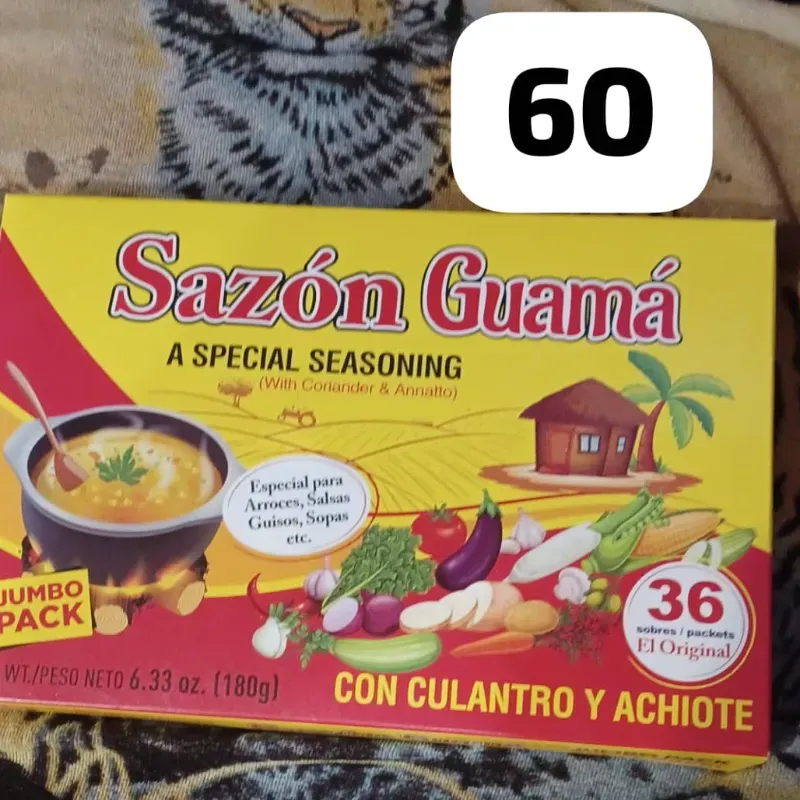 60
Sazón Guamá
A SPECIAL SEASONING
(With Coriander & Annatto)
Especial para
Arroces, Salsas
Guisos, Sopas
etc.
JUMBO
PACK
36
sobres / packets
El Original
WT./PESO NETO 6.33 oz. (180g)
CON CULANTRO Y ACHIOTE